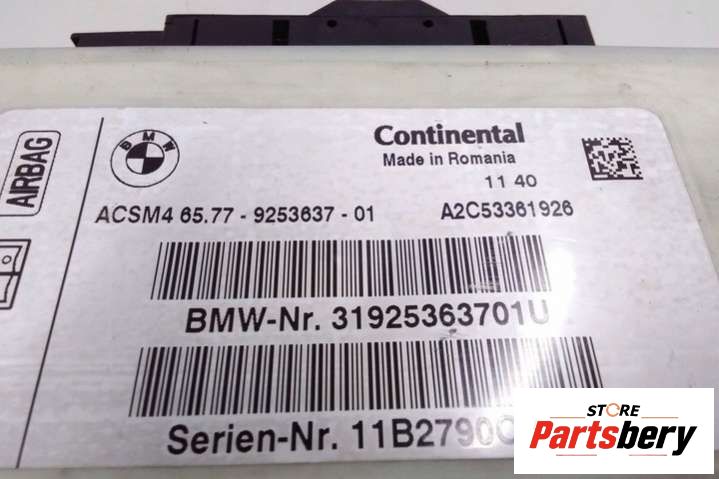 AIRBAG
BMW
Continental
Made in Romania
11 40
ACSM4 65.77 - 9253637 - 01 A2C53361926
BMW-Nr. 31925363701U
Serien-Nr. 11B2790
STORE
Partsbery